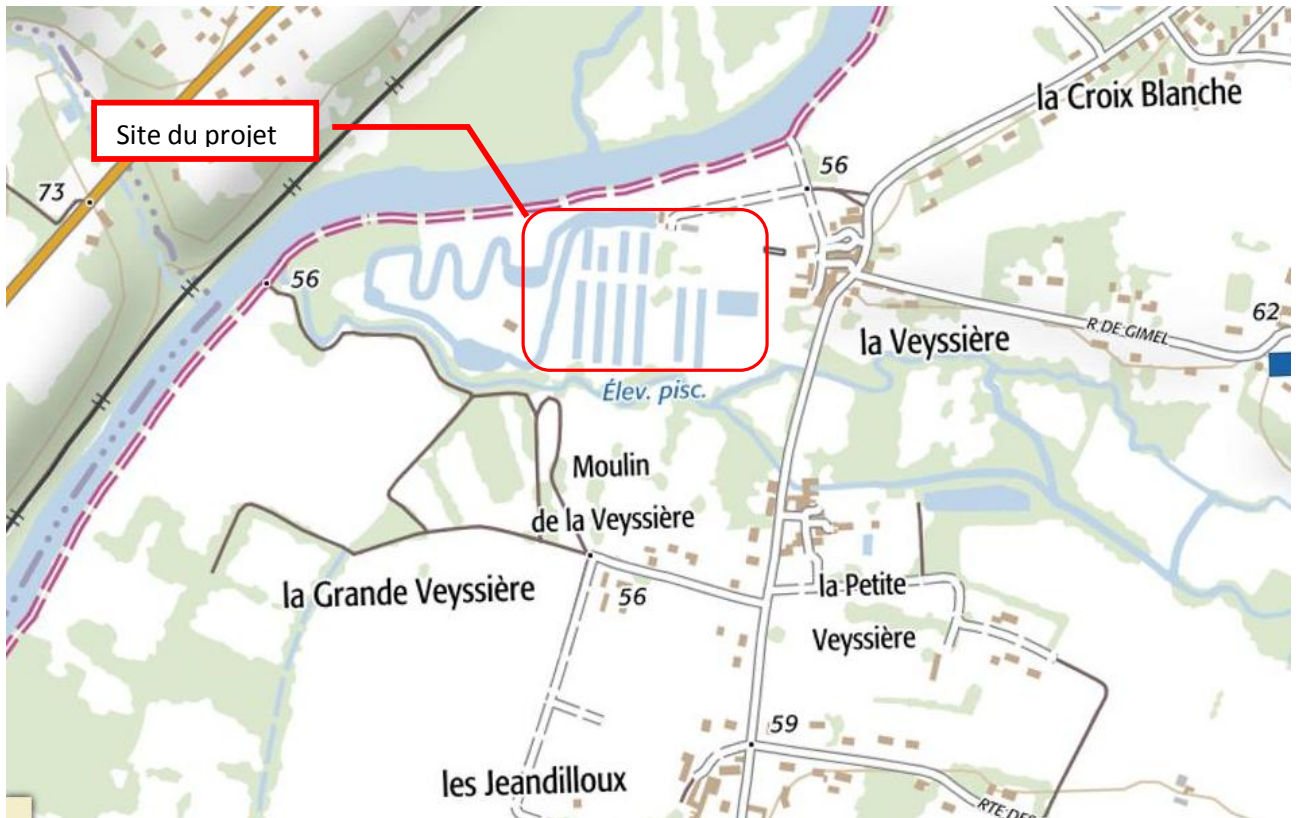 la Croix Blanche
Site du projet
73
56
56
la Veyssière
R DE GIMEL
62
Élev. pisc.
Moulin
de la Veyssière
la Grande Veyssière
56
la Petite
Veyssière
59
les Jeandilloux
RTE DES